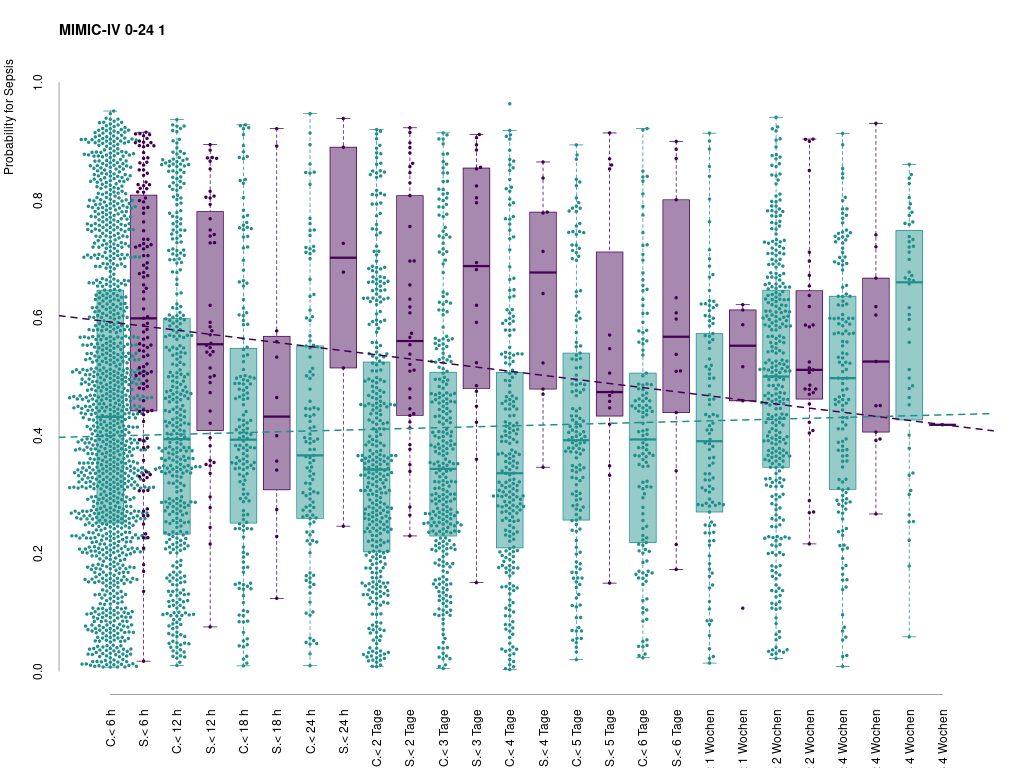 MIMIC-IV 0-24 1
Probability for Sepsis
1.0
0.8
0.6
0.4
0.2
0.0
C.< 6 h
S.< 6 h
C.< 12 h
S.< 12 h
C.< 18 h
S.< 18 h
C.< 24 h
S.< 24 h
C.< 2 Tage
S.< 2 Tage
C.< 3 Tage
S.< 3 Tage
C.< 4 Tage
S.< 4 Tage
C.< 5 Tage
S.< 5 Tage
C.< 6 Tage
S.< 6 Tage
1 Wochen
1 Wochen
2 Wochen
2 Wochen
4 Wochen
4 Wochen
4 Wochen
4 Wochen